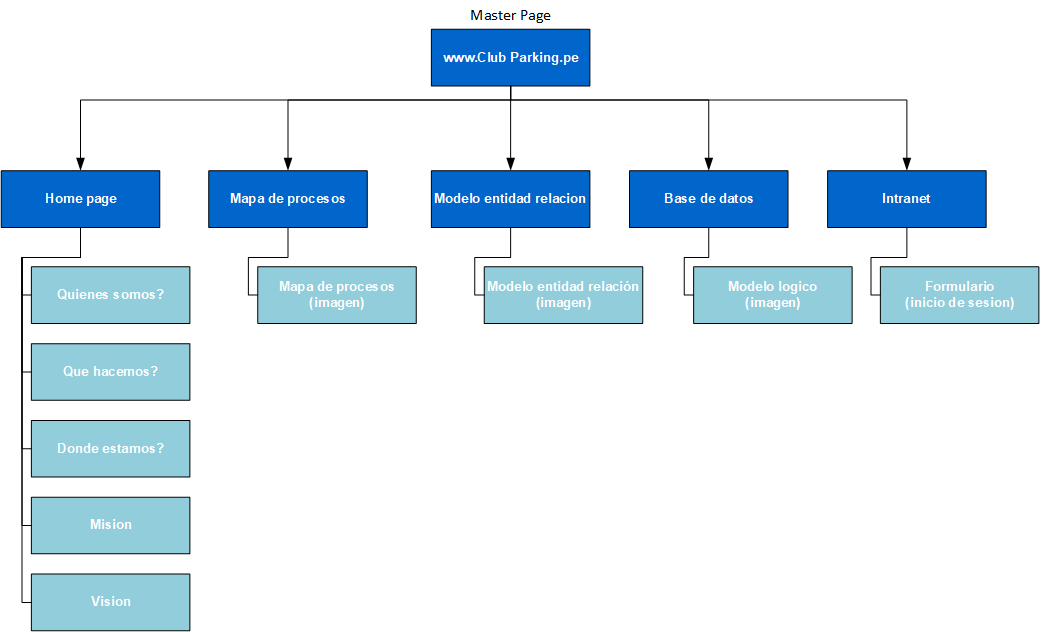 Master Page
www.Club Parking.pe
Home page
Mapa de procesos
Modelo entidad relacion
Base de datos
Intranet
Quienes somos?
Mapa de procesos
(imagen)
Modelo entidad relación
(imagen)
Modelo logico
(imagen)
Formulario
(inicio de sesion)
Que hacemos?
Donde estamos?
Mision
Vision